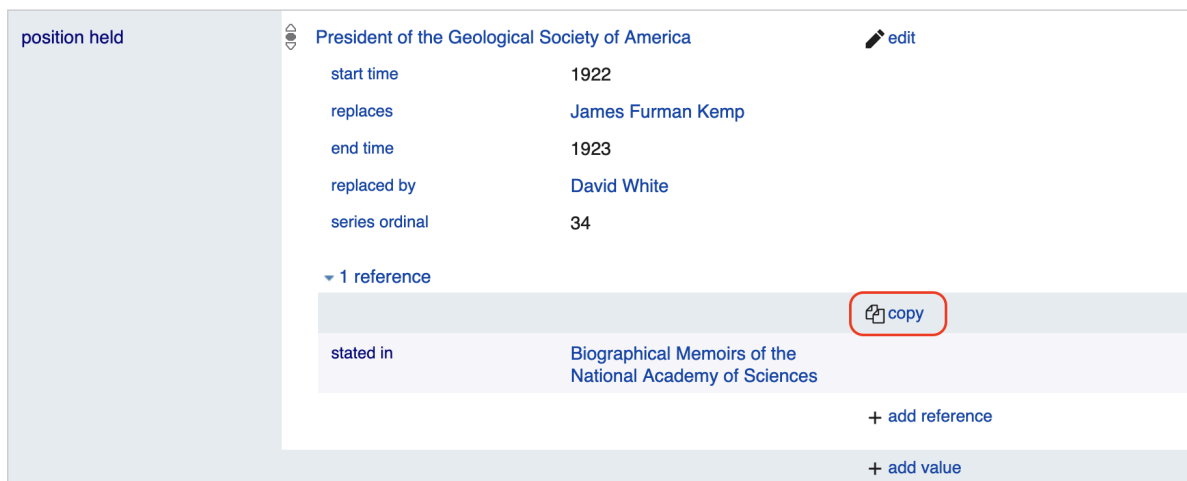 position held
President of the Geological Society of America
edit
start time 1922
replaces James Furman Kemp
end time 1923
replaced by David White
series ordinal 34
1 reference
copy
stated in Biographical Memoirs of the
National Academy of Sciences
+ add reference
+ add value